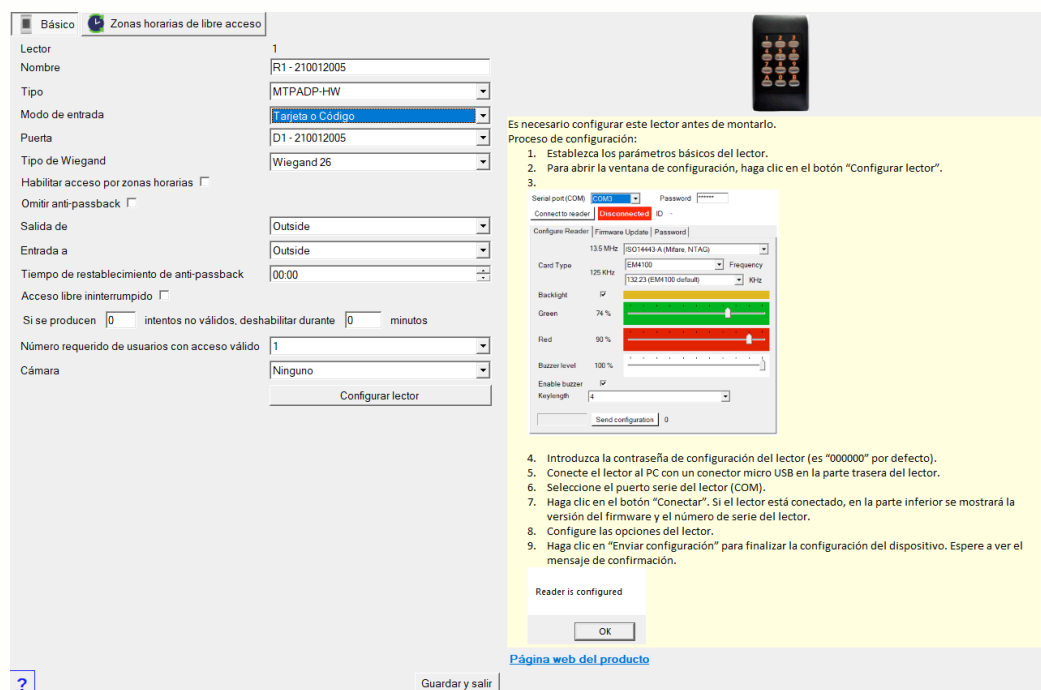 Básico Zonas horarias de libre acceso
Lector 1
Nombre R1 - 210012005
Tipo MTPADP-HW
Modo de entrada Tarjeta o Código
Puerta D1 - 210012005
Tipo de Wiegand Wiegand 26
Habilitar acceso por zonas horarias
Omitir anti-passback
Salida de Outside
Entrada a Outside
Tiempo de restablecimiento de anti-passback 00:00
Acceso libre ininterrumpido
Si se producen 0 intentos no válidos, deshabilitar durante 0 minutos
Número requerido de usuarios con acceso válido 1
Cámara Ninguno
Configurar lector
? Guardar y salir
Es necesario configurar este lector antes de montarlo.
Proceso de configuración:
1. Establezca los parámetros básicos del lector.
2. Para abrir la ventana de configuración, haga clic en el botón “Configurar lector”.
3.
Serial port (COM) COM3 Password ******
Connect to reader Disconnected ID -
Configure Reader Firmware Update Password
13.5 MHz ISO14443 A (Mifare, NTAG)
Card Type 125 KHz EM4100 Frequency
132.23 (EM4100 default) KHz
Backlight
Green 74 %
Red 90 %
Buzzer level 100 %
Enable buzzer
Keylength 4
Send configuration 0
4. Introduzca la contraseña de configuración del lector (es “000000” por defecto).
5. Conecte el lector al PC con un conector micro USB en la parte trasera del lector.
6. Seleccione el puerto serie del lector (COM).
7. Haga clic en el botón “Conectar”. Si el lector está conectado, en la parte inferior se mostrará la
versión del firmware y el número de serie del lector.
8. Configure las opciones del lector.
9. Haga clic en “Enviar configuración” para finalizar la configuración del dispositivo. Espere a ver el
mensaje de confirmación.
Reader is configured
OK
Página web del producto